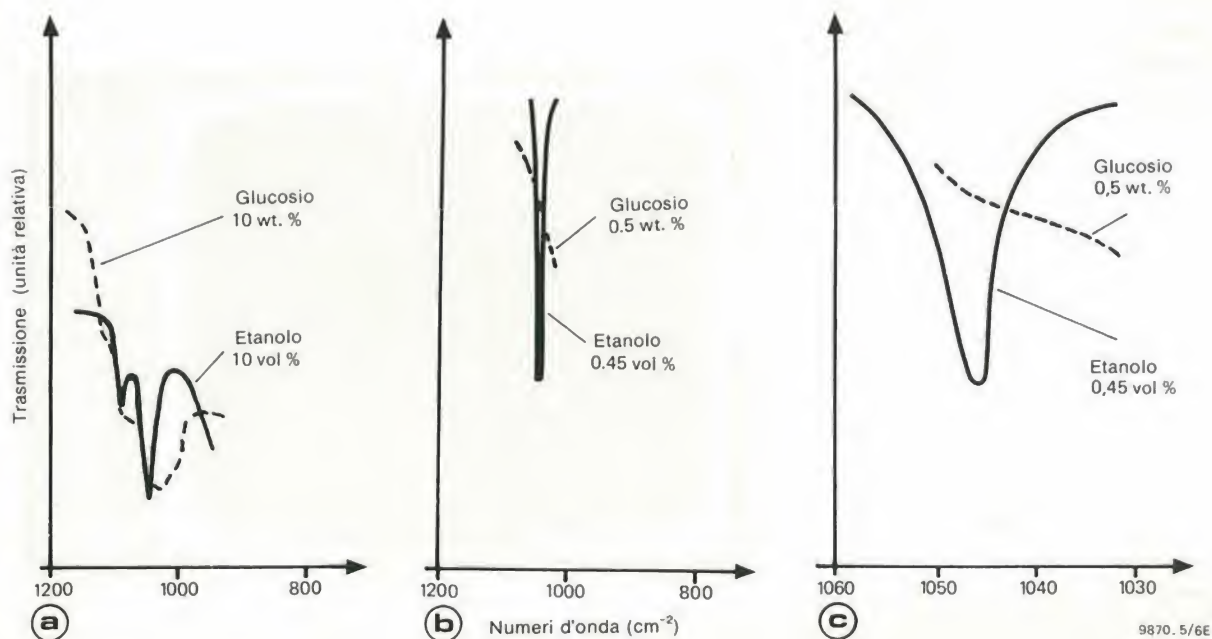 Trasmissione (unità relativa)
Glucosio
10 wt. %
Etanolo
10 vol %
1200
1000
800
a
Glucosio
0.5 wt. %
Etanolo
0.45 vol %
1200
1000
800
b
Numeri d'onda (cm⁻²)
Glucosio
0,5 wt. %
Etanolo
0,45 vol %
1060
1050
1040
1030
c
9870.5/6E